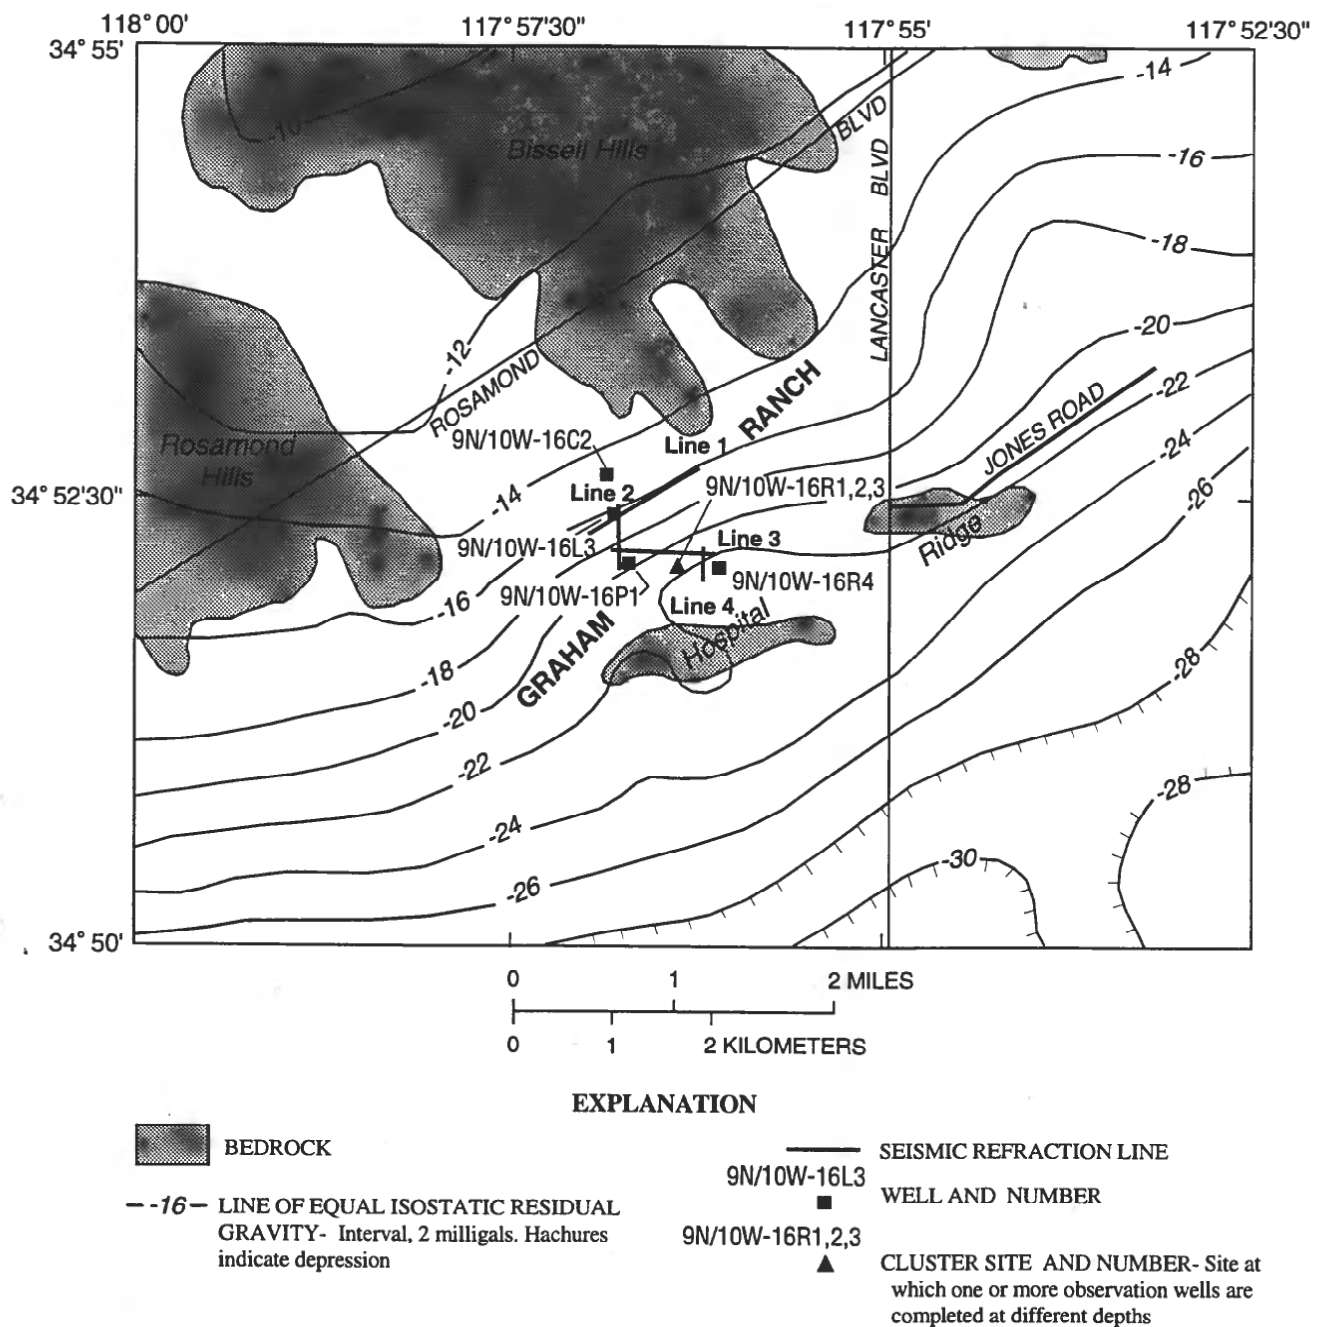 118° 00'
117° 57'30"
117° 55'
117° 52'30"
34° 55'
-14
-10
Bissell Hills
BLVD
LANCASTER BLVD
-16
-18
-12
ROSAMOND
-20
RANCH
-22
JONES ROAD
Rosamond
Hills
9N/10W-16C2
Line 1
-24
34° 52'30"
-14
Line 2
9N/10W-16R1,2,3
-26
9N/10W-16L3
Line 3
Ridge
9N/10W-16P1
9N/10W-16R4
-16
Line 4
Hospital
GRAHAM
-18
-28
-20
-22
-28
-24
-30
-26
34° 50'
0 1 2 MILES
0 1 2 KILOMETERS
EXPLANATION
BEDROCK
-16 LINE OF EQUAL ISOSTATIC RESIDUAL
GRAVITY- Interval, 2 milligals. Hachures
indicate depression
SEISMIC REFRACTION LINE
9N/10W-16L3
WELL AND NUMBER
9N/10W-16R1,2,3
CLUSTER SITE AND NUMBER- Site at
which one or more observation wells are
completed at different depths